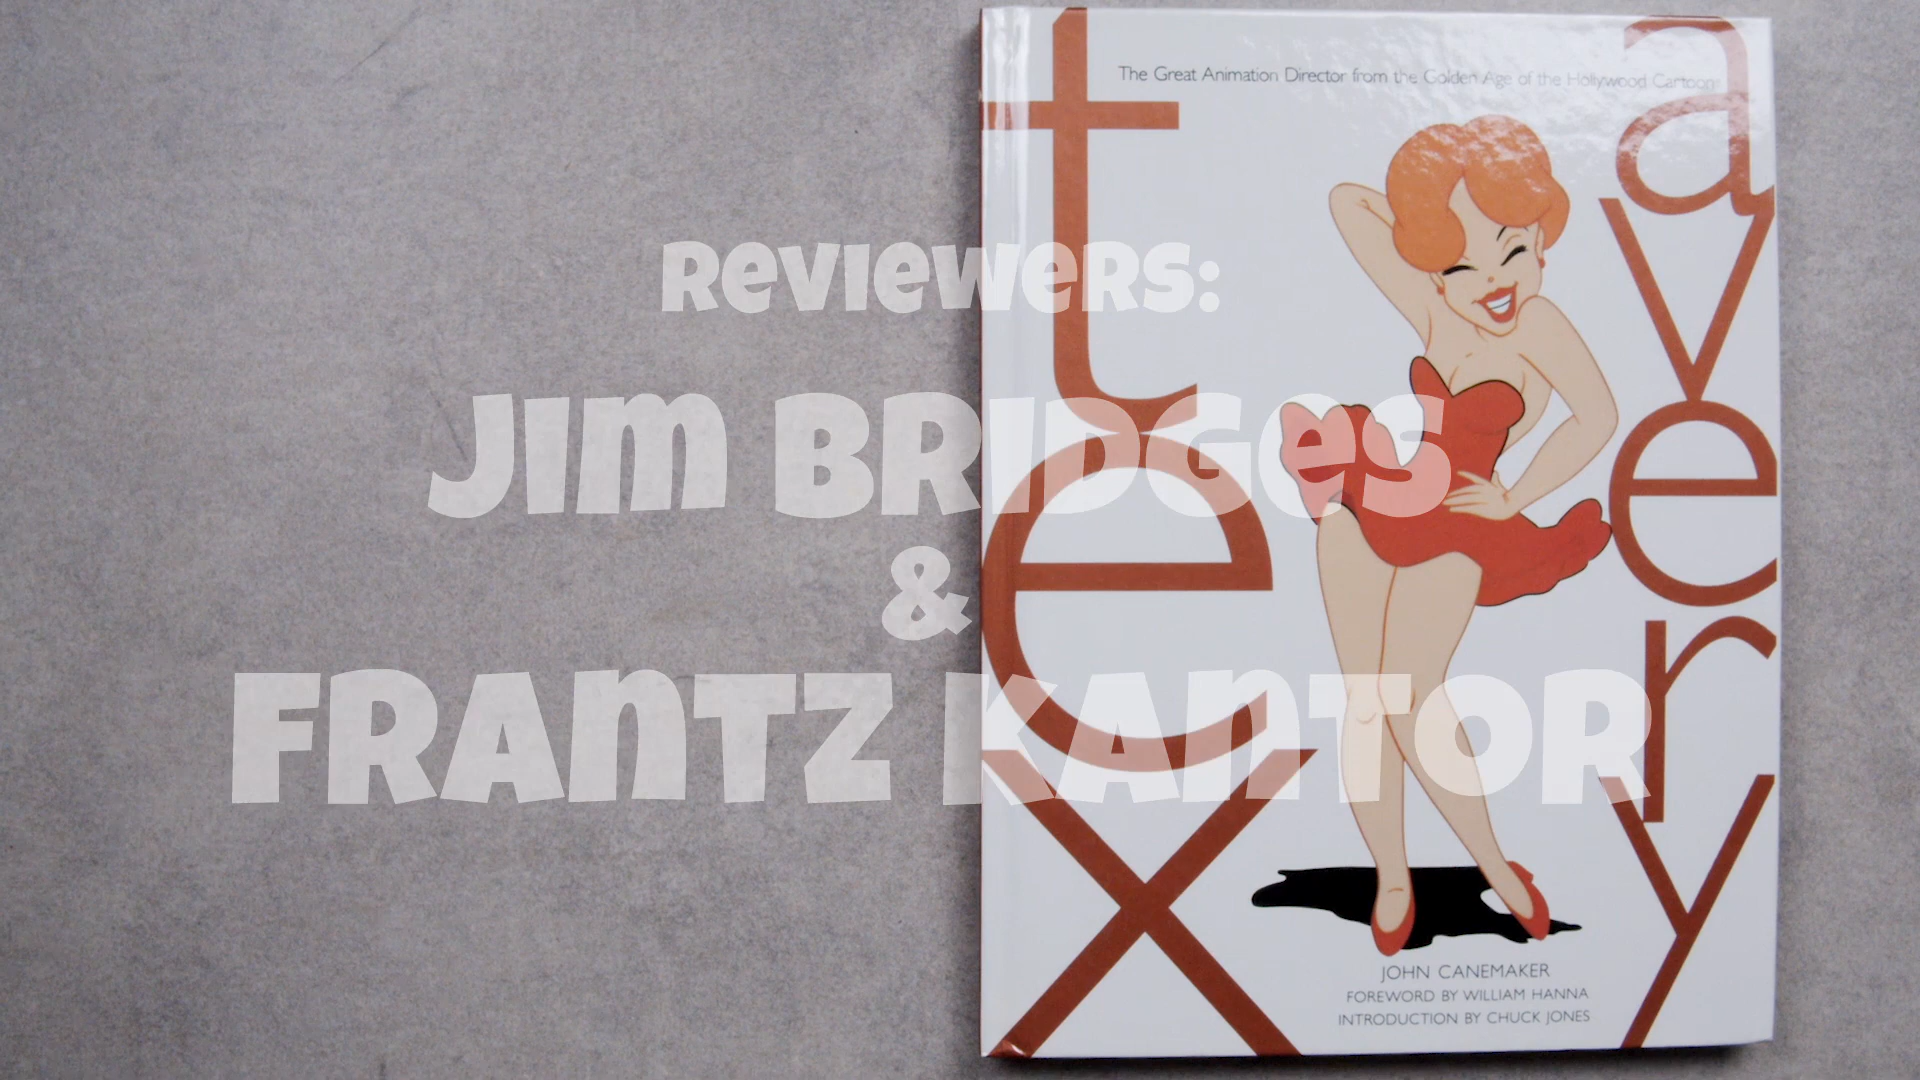 tex
avery
The Great Animation Director from the Golden Age of the Hollywood Cartoon
Reviewers:
Jim Bridges
&
Frantz Kantor
JOHN CANEMAKER
FOREWORD BY WILLIAM HANNA
INTRODUCTION BY CHUCK JONES